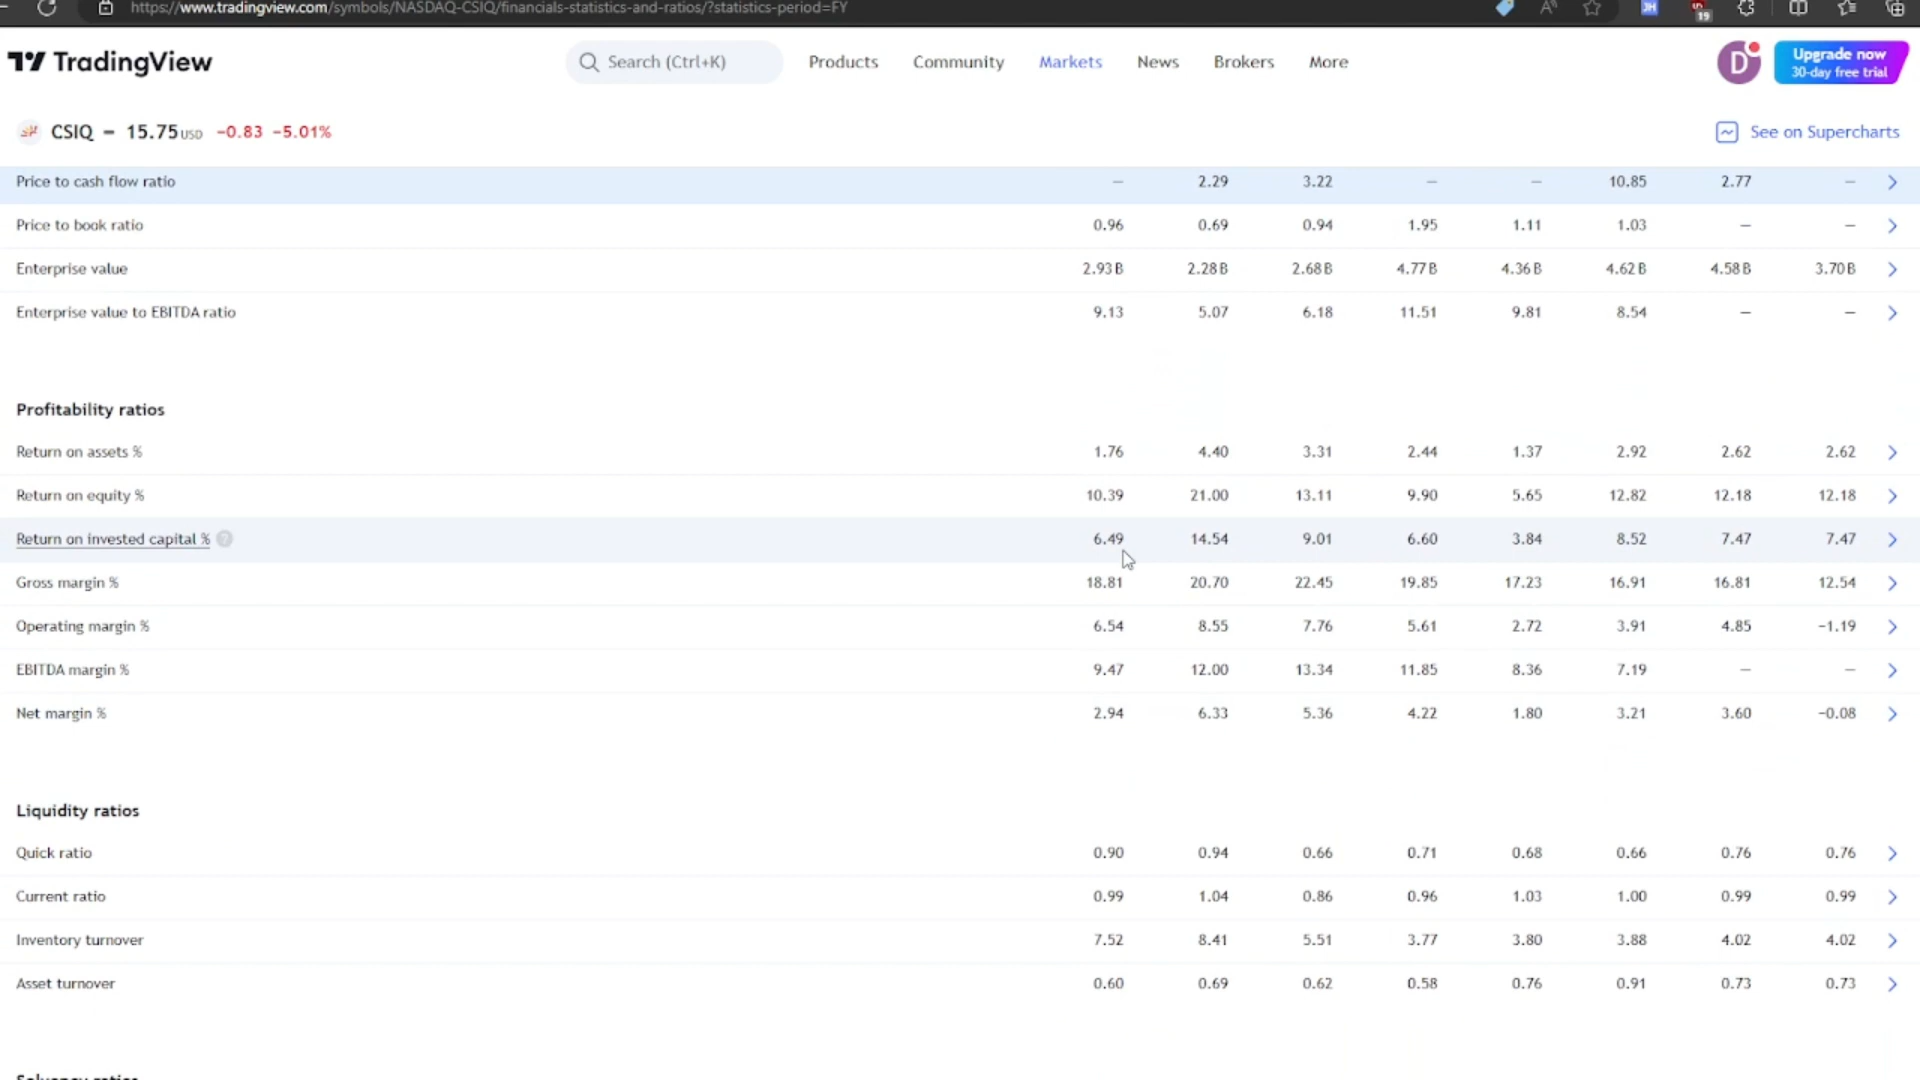 https://www.tradingview.com/symbols/NASDAQ-CSIQ/financials-statistics-and-ratios/?statistics-period=FY
JH
19
TradingView
Search (Ctrl+K)
Products
Community
Markets
News
Brokers
More
D
Upgrade now
30-day free trial
CSIQ − 15.75 USD −0.83 −5.01%
See on Supercharts
Price to cash flow ratio — 2.29 3.22 — — 10.85 2.77 —
Price to book ratio 0.96 0.69 0.94 1.95 1.11 1.03 — —
Enterprise value 2.93B 2.28B 2.68B 4.77B 4.36B 4.62B 4.58B 3.70B
Enterprise value to EBITDA ratio 9.13 5.07 6.18 11.51 9.81 8.54 — —
Profitability ratios
Return on assets % 1.76 4.40 3.31 2.44 1.37 2.92 2.62 2.62
Return on equity % 10.39 21.00 13.11 9.90 5.65 12.82 12.18 12.18
Return on invested capital % ? 6.49 14.54 9.01 6.60 3.84 8.52 7.47 7.47
Gross margin % 18.81 20.70 22.45 19.85 17.23 16.91 16.81 12.54
Operating margin % 6.54 8.55 7.76 5.61 2.72 3.91 4.85 −1.19
EBITDA margin % 9.47 12.00 13.34 11.85 8.36 7.19 — —
Net margin % 2.94 6.33 5.36 4.22 1.80 3.21 3.60 −0.08
Liquidity ratios
Quick ratio 0.90 0.94 0.66 0.71 0.68 0.66 0.76 0.76
Current ratio 0.99 1.04 0.86 0.96 1.03 1.00 0.99 0.99
Inventory turnover 7.52 8.41 5.51 3.77 3.80 3.88 4.02 4.02
Asset turnover 0.60 0.69 0.62 0.58 0.76 0.91 0.73 0.73
Solvency ratios